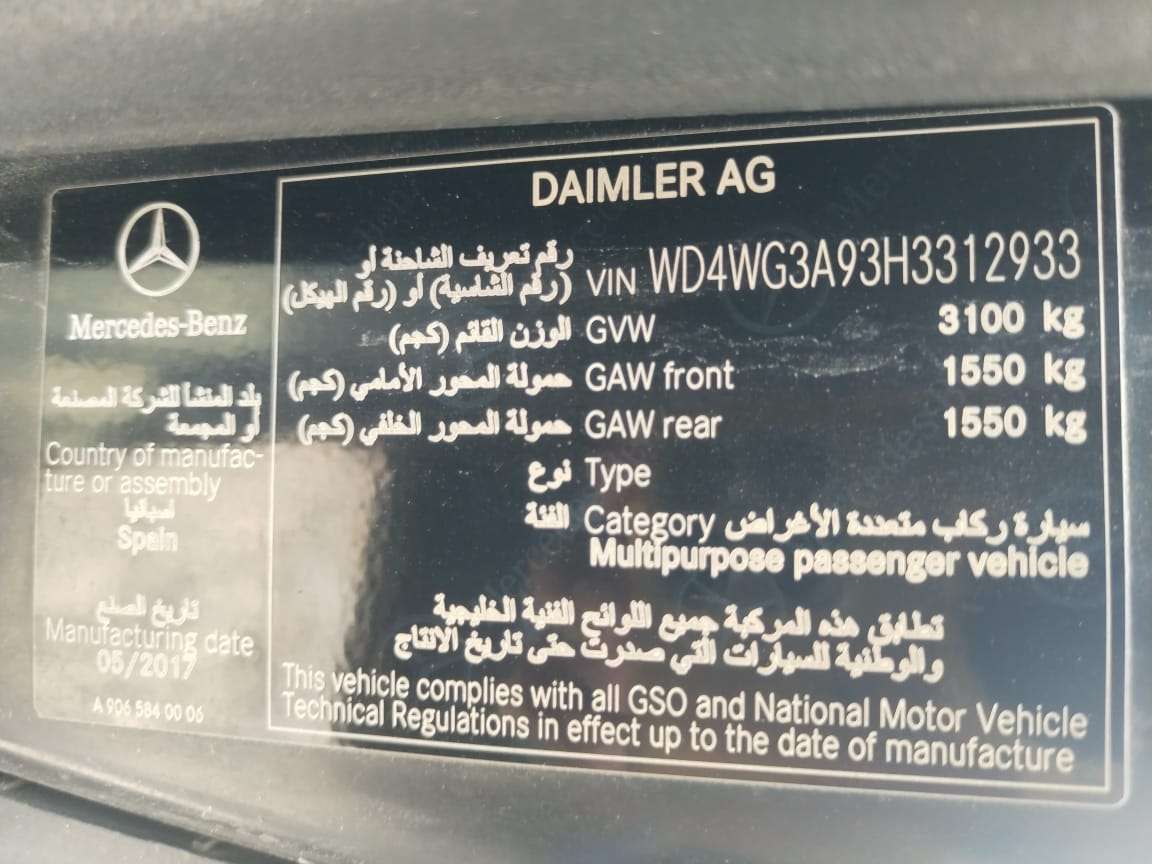 Mercedes-Benz
بلد المنشأ للشركة المصنعة
أو المجمعة
Country of manufac-
ture or assembly
اسبانيا
Spain
تاريخ الصنع
Manufacturing date
05/2017
A 906 584 00 06
DAIMLER AG
رقم تعريف الشاحنة أو
(رقم الشاسية) أو (رقم الهيكل) VIN WD4WG3A93H3312933
الوزن القائم (كجم) GVW 3100 kg
حمولة المحور الأمامي (كجم) GAW front 1550 kg
حمولة المحور الخلفي (كجم) GAW rear 1550 kg
نوع Type
الفئة Category سيارة ركاب متعددة الأغراض
Multipurpose passenger vehicle
تطابق هذه المركبة جميع اللوائح الفنية الخليجية
والوطنية للسيارات التي صدرت حتى تاريخ الانتاج
This vehicle complies with all GSO and National Motor Vehicle
Technical Regulations in effect up to the date of manufacture